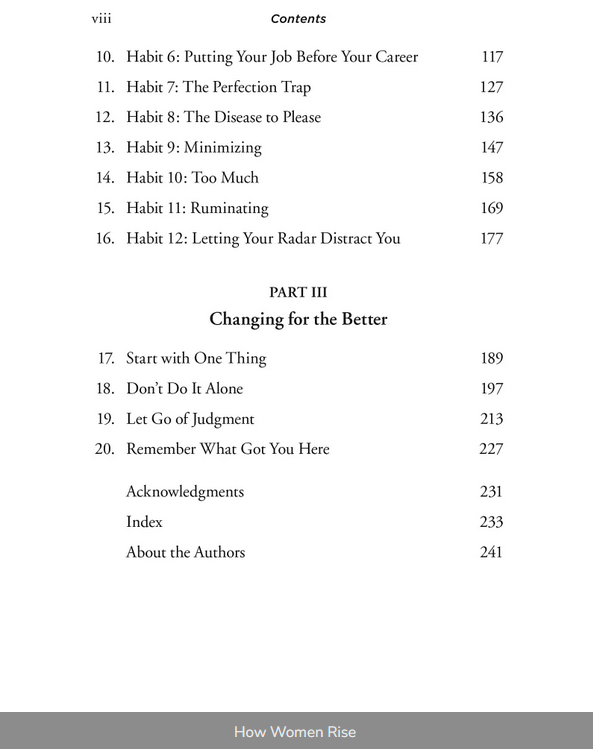 viii Contents
10. Habit 6: Putting Your Job Before Your Career 117
11. Habit 7: The Perfection Trap 127
12. Habit 8: The Disease to Please 136
13. Habit 9: Minimizing 147
14. Habit 10: Too Much 158
15. Habit 11: Ruminating 169
16. Habit 12: Letting Your Radar Distract You 177
PART III
Changing for the Better
17. Start with One Thing 189
18. Don’t Do It Alone 197
19. Let Go of Judgment 213
20. Remember What Got You Here 227
Acknowledgments 231
Index 233
About the Authors 241
How Women Rise